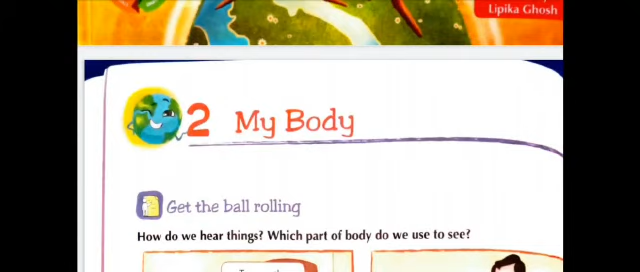 Lipika Ghosh
2 My Body
Get the ball rolling
How do we hear things? Which part of body do we use to see?